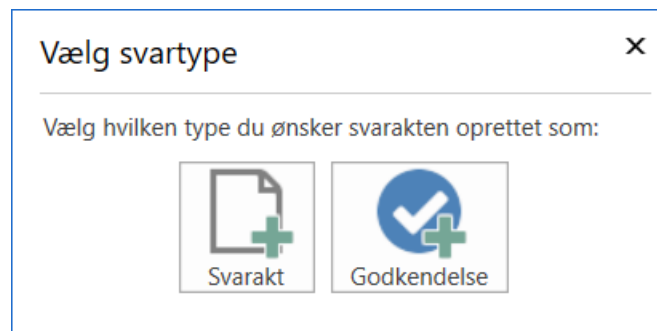 Vælg svartype
Vælg hvilken type du ønsker svarakten oprettet som:
Svarakt
Godkendelse